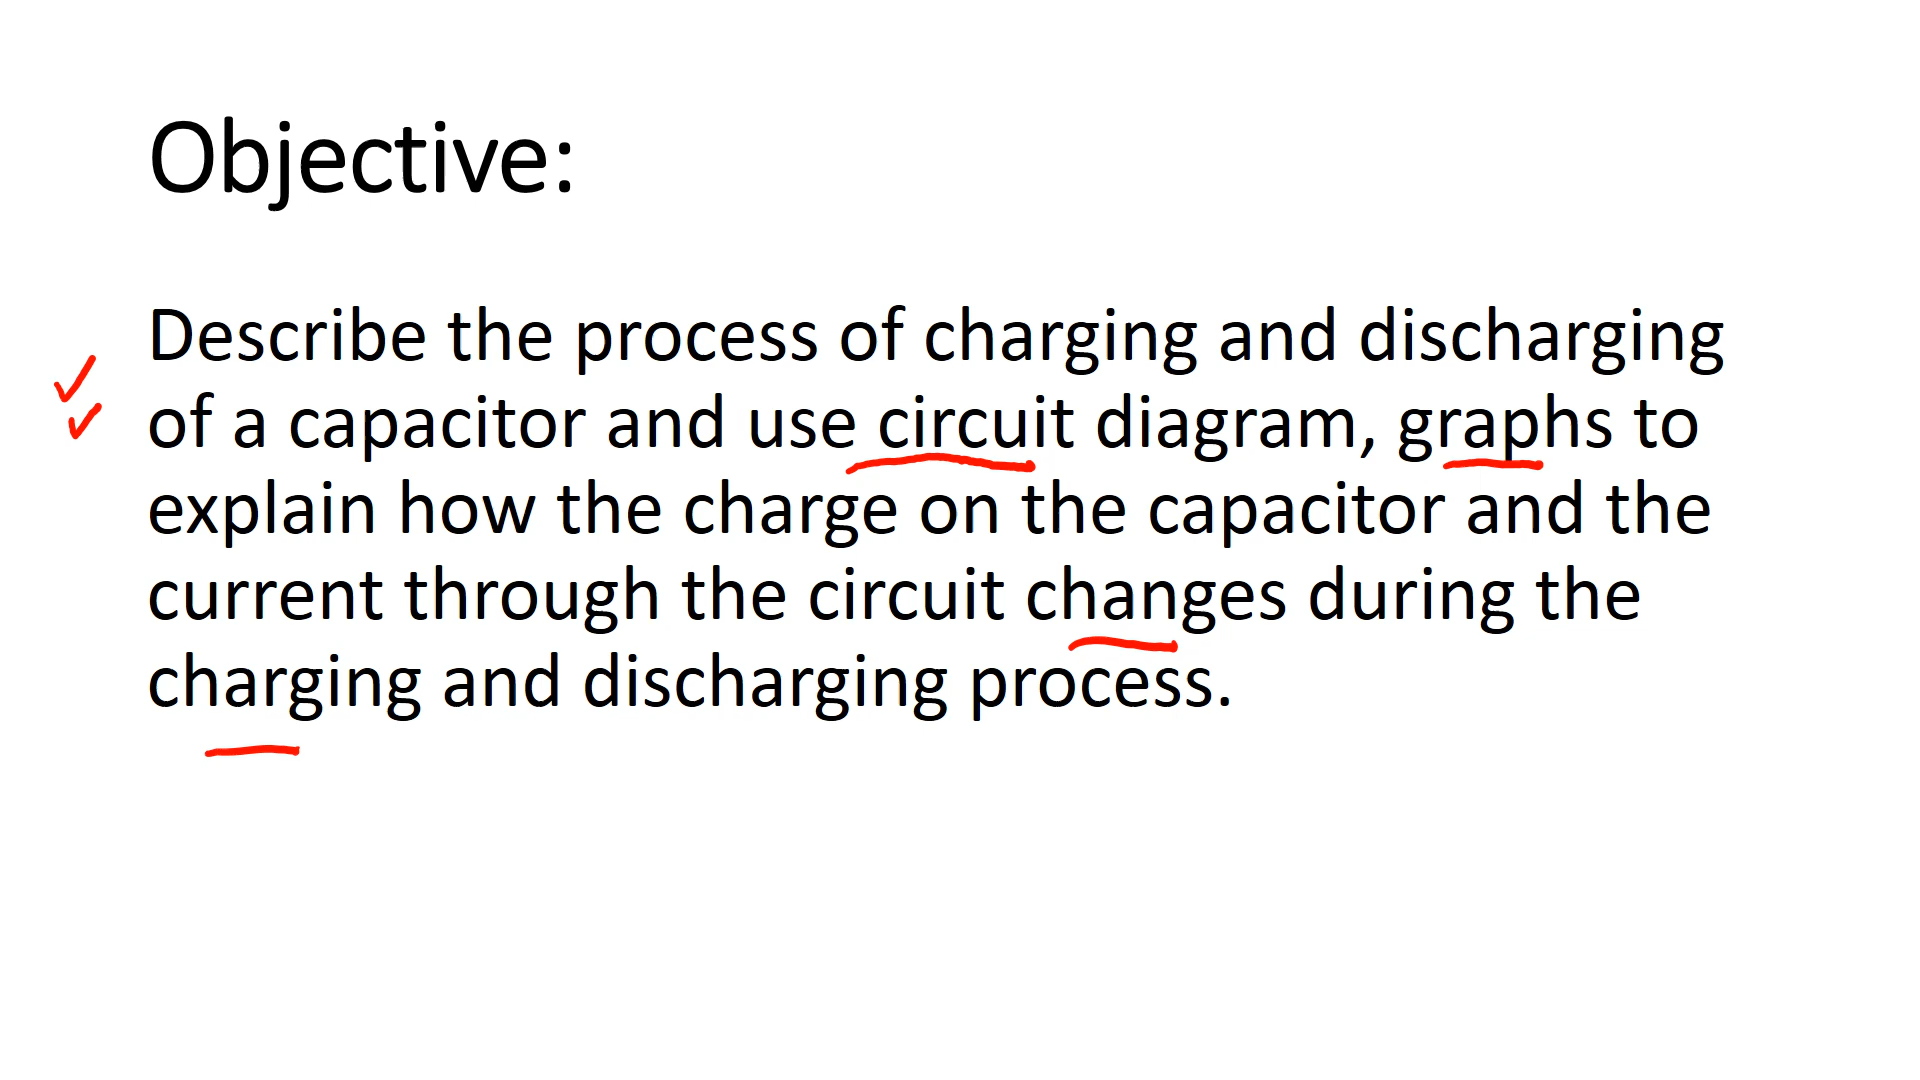 Objective:
Describe the process of charging and discharging
of a capacitor and use circuit diagram, graphs to
explain how the charge on the capacitor and the
current through the circuit changes during the
charging and discharging process.